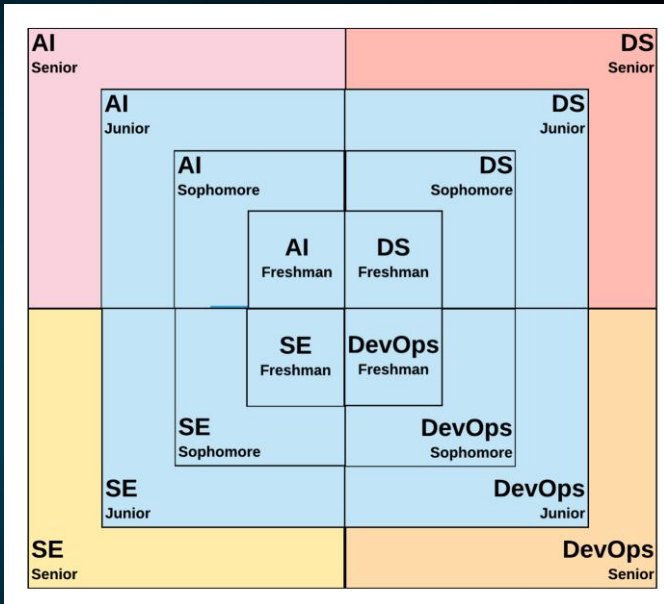 AI
Senior
DS
Senior
AI
Junior
DS
Junior
AI
Sophomore
DS
Sophomore
AI
Freshman
DS
Freshman
SE
Freshman
DevOps
Freshman
SE
Sophomore
DevOps
Sophomore
SE
Junior
DevOps
Junior
SE
Senior
DevOps
Senior